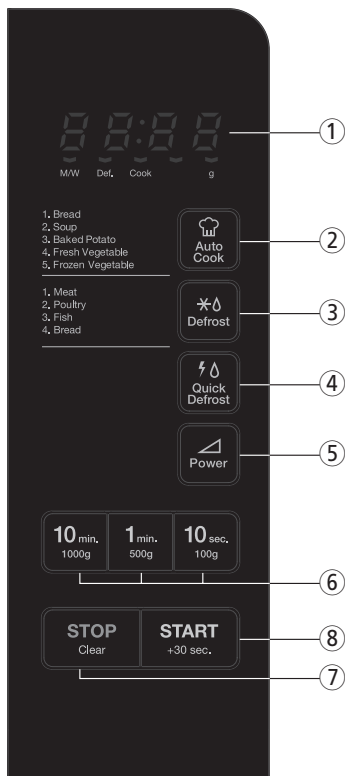 88:88
M/W Def. Cook g
1. Bread
2. Soup
3. Baked Potato
4. Fresh Vegetable
5. Frozen Vegetable
Auto
Cook
1. Meat
2. Poultry
3. Fish
4. Bread
Defrost
Quick
Defrost
Power
10 min. 1 min. 10 sec.
1000g 500g 100g
STOP START
Clear +30 sec.
1
2
3
4
5
6
8
7